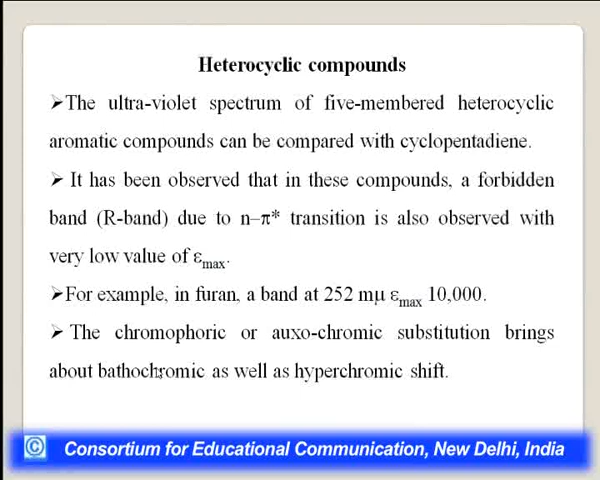 Heterocyclic compounds
➢The ultra-violet spectrum of five-membered heterocyclic
aromatic compounds can be compared with cyclopentadiene.
➢ It has been observed that in these compounds, a forbidden
band (R-band) due to n–π* transition is also observed with
very low value of εmax.
➢For example, in furan, a band at 252 mμ εmax 10,000.
➢ The chromophoric or auxo-chromic substitution brings
about bathochromic as well as hyperchromic shift.
© Consortium for Educational Communication, New Delhi, India